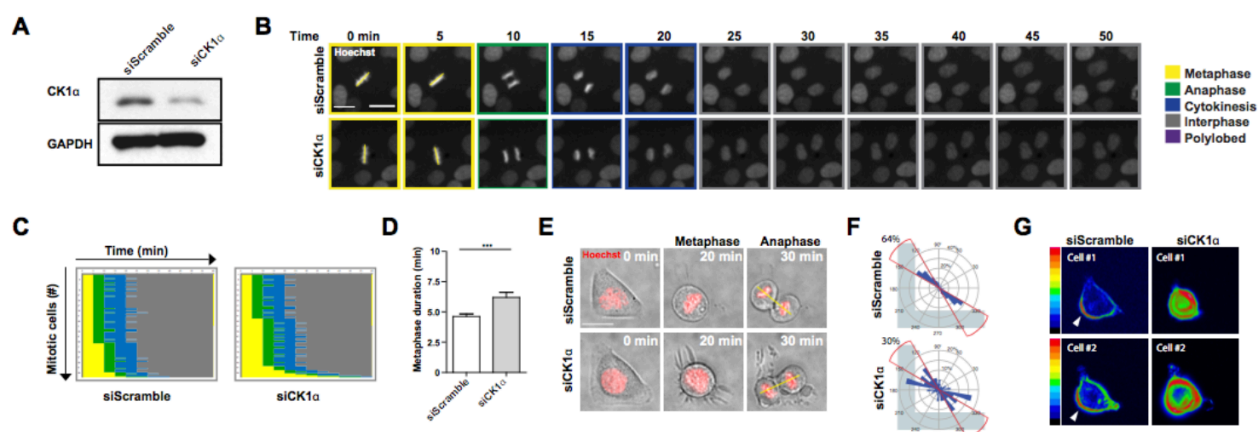 A
siScramble
siCK1α
CK1α
GAPDH
B
Time
0 min
5
10
15
20
25
30
35
40
45
50
Hoechst
siScramble
siCK1α
Metaphase
Anaphase
Cytokinesis
Interphase
Polylobed
C
Time (min)
Mitotic cells (#)
siScramble
siCK1α
D
***
Metaphase duration (min)
10.0
7.5
5.0
2.5
0
siScramble
siCK1α
E
Metaphase
Anaphase
Hoechst
0 min
20 min
30 min
siScramble
0 min
20 min
30 min
siCK1α
F
64%
siScramble
30%
siCK1α
G
siScramble
siCK1α
Cell #1
Cell #1
Cell #2
Cell #2